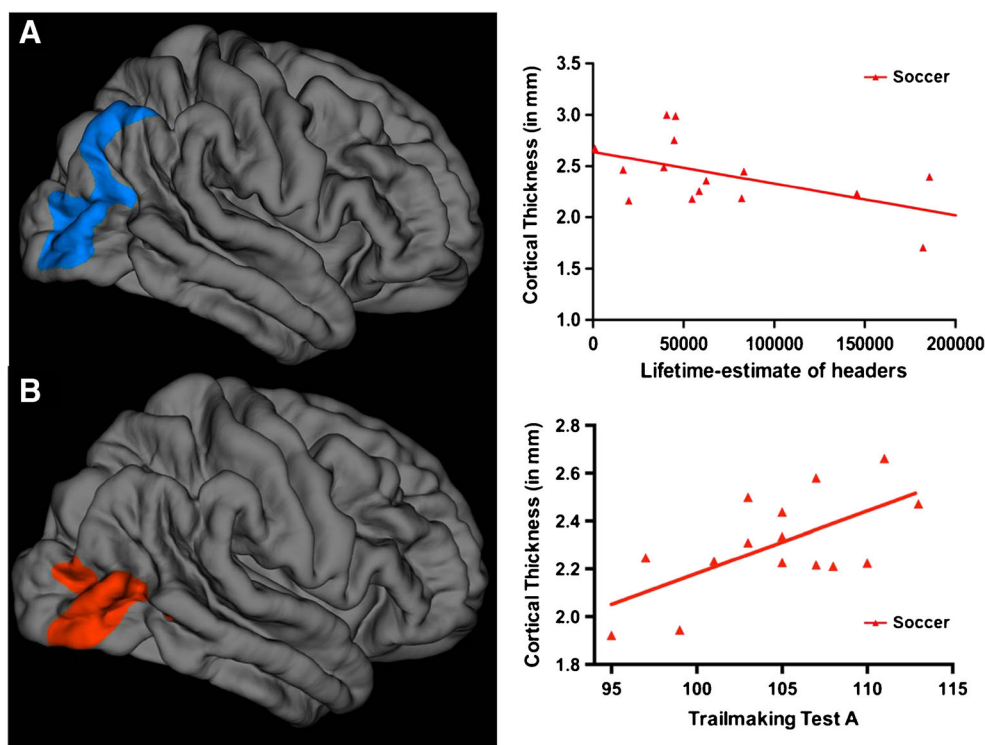 A
Cortical Thickness (in mm)
3.5
3.0
2.5
2.0
1.5
1.0
Soccer
0 50000 100000 150000 200000
Lifetime-estimate of headers
B
Cortical Thickness (in mm)
2.8
2.6
2.4
2.2
2.0
1.8
Soccer
95 100 105 110 115
Trailmaking Test A